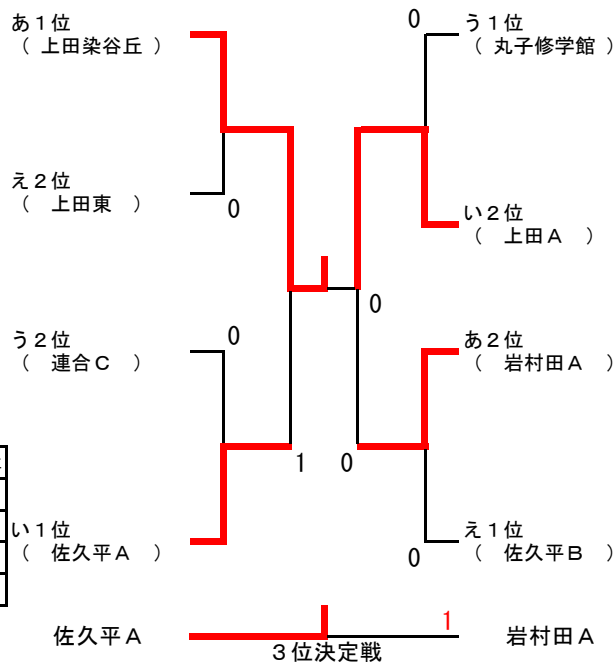 あ１位
（ 上田染谷丘 ）
え２位
（ 上田東 ）
0
う２位
（ 連合Ｃ ）
0
い１位
（ 佐久平Ａ ）
1
0
う１位
（ 丸子修学館 ）
0
い２位
（ 上田Ａ ）
0
あ２位
（ 岩村田Ａ ）
え１位
（ 佐久平Ｂ ）
0
佐久平Ａ
1
岩村田Ａ
３位決定戦